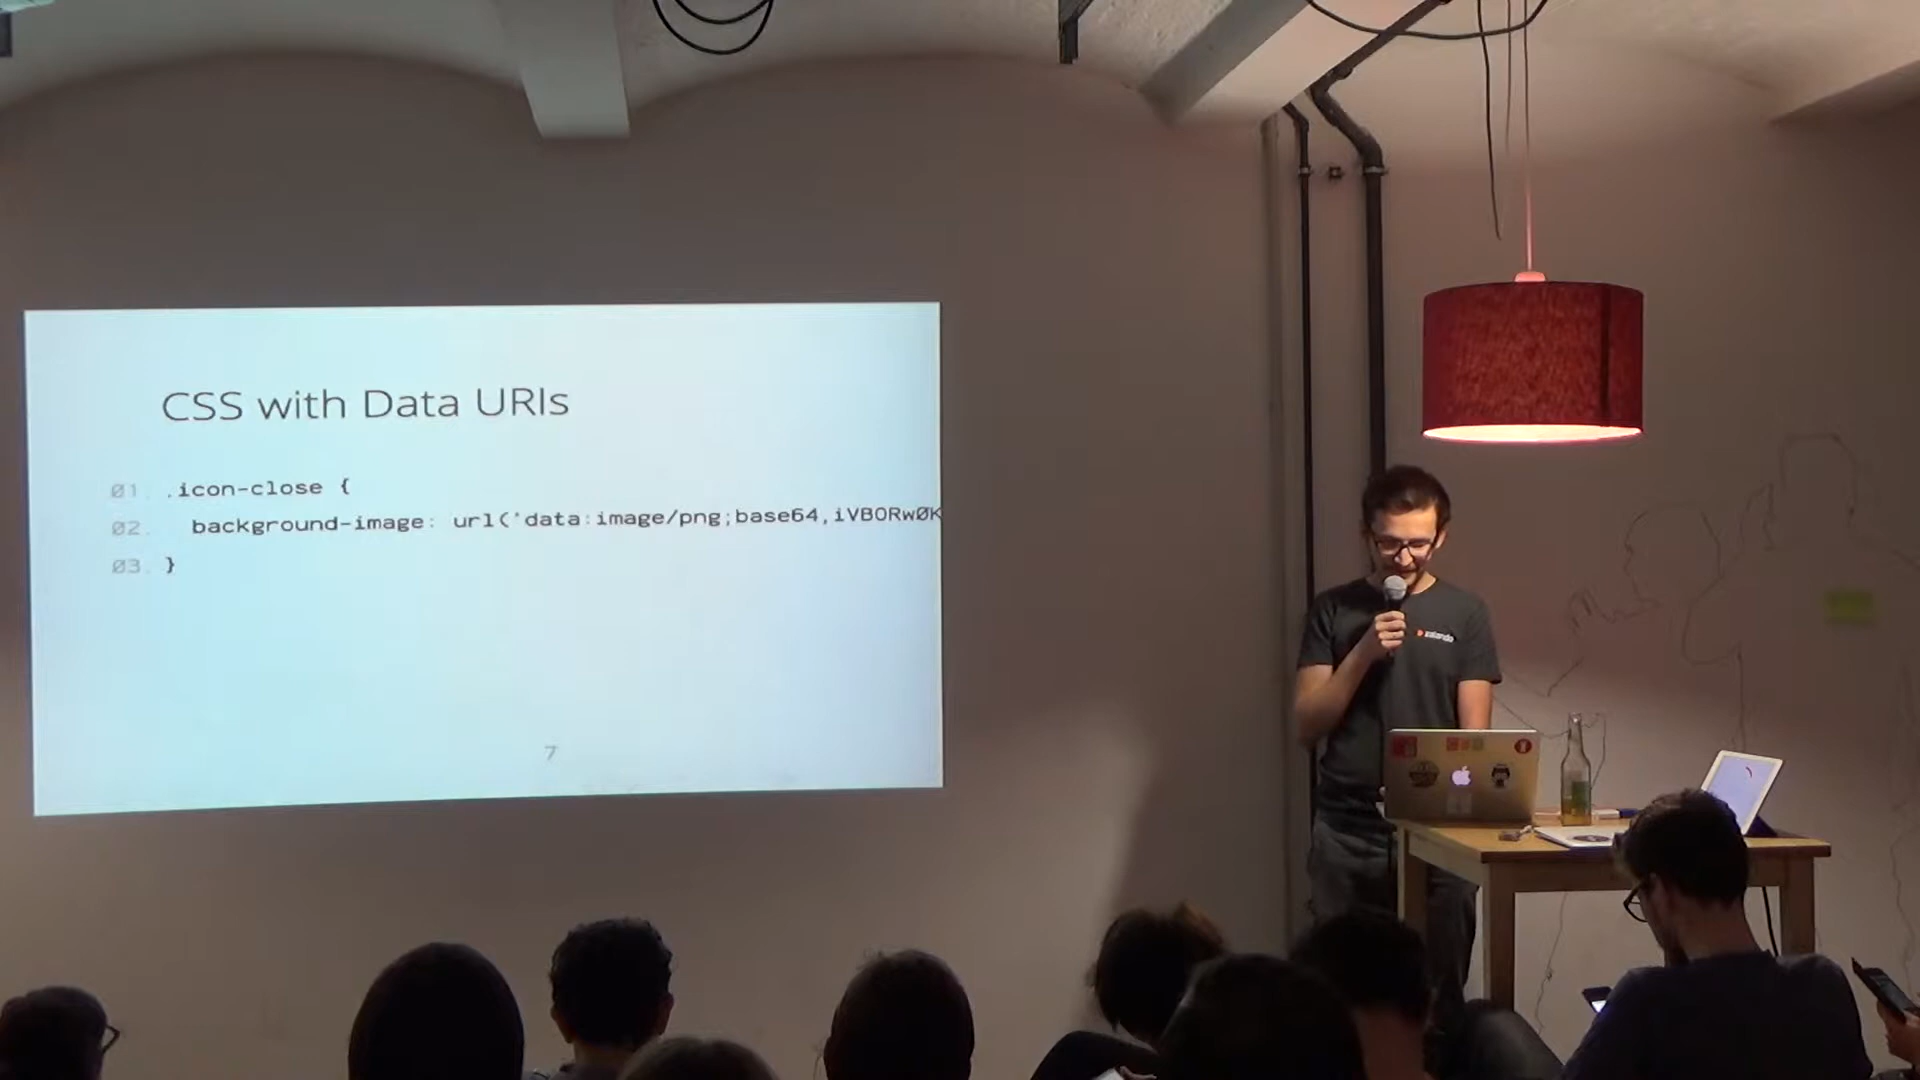 CSS with Data URIs
01. .icon-close {
02. background-image: url('data:image/png;base64,iVBORw0K
03. }
7
zalando